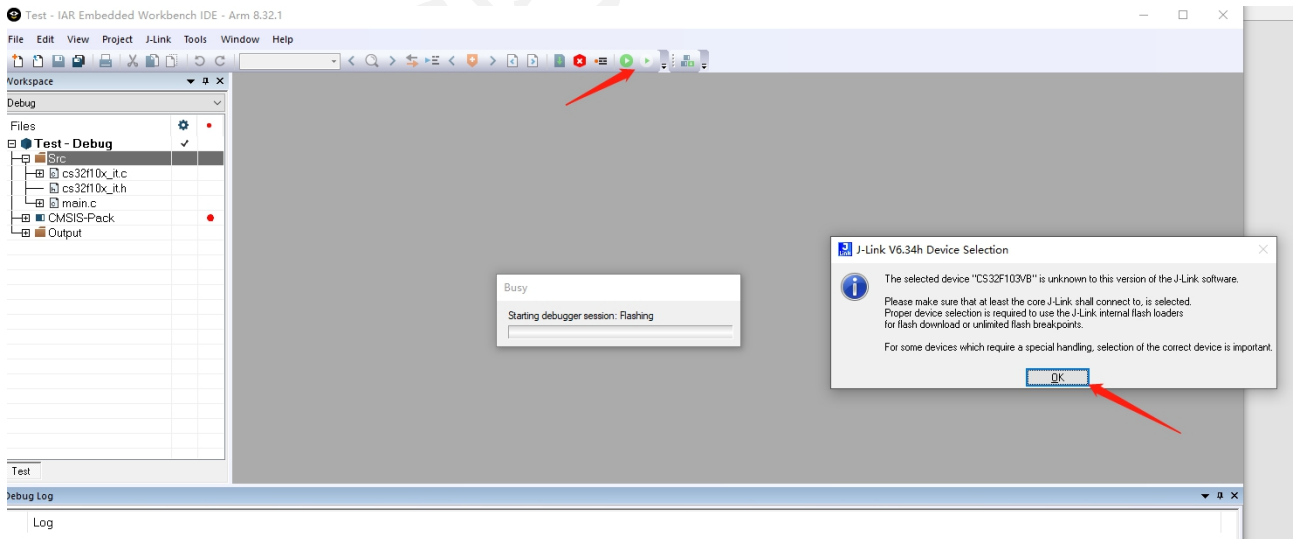 Test - IAR Embedded Workbench IDE - Arm 8.32.1
File Edit View Project J-Link Tools Window Help
Workspace
Debug
Files
Test - Debug
Src
cs32f10x_it.c
cs32f10x_it.h
main.c
CMSIS-Pack
Output
Busy
Starting debugger session: Flashing
J-Link V6.34h Device Selection
The selected device "CS32F103VB" is unknown to this version of the J-Link software.
Please make sure that at least the core J-Link shall connect to, is selected.
Proper device selection is required to use the J-Link internal flash loaders
for flash download or unlimited flash breakpoints.
For some devices which require a special handling, selection of the correct device is important.
OK
Test
Debug Log
Log